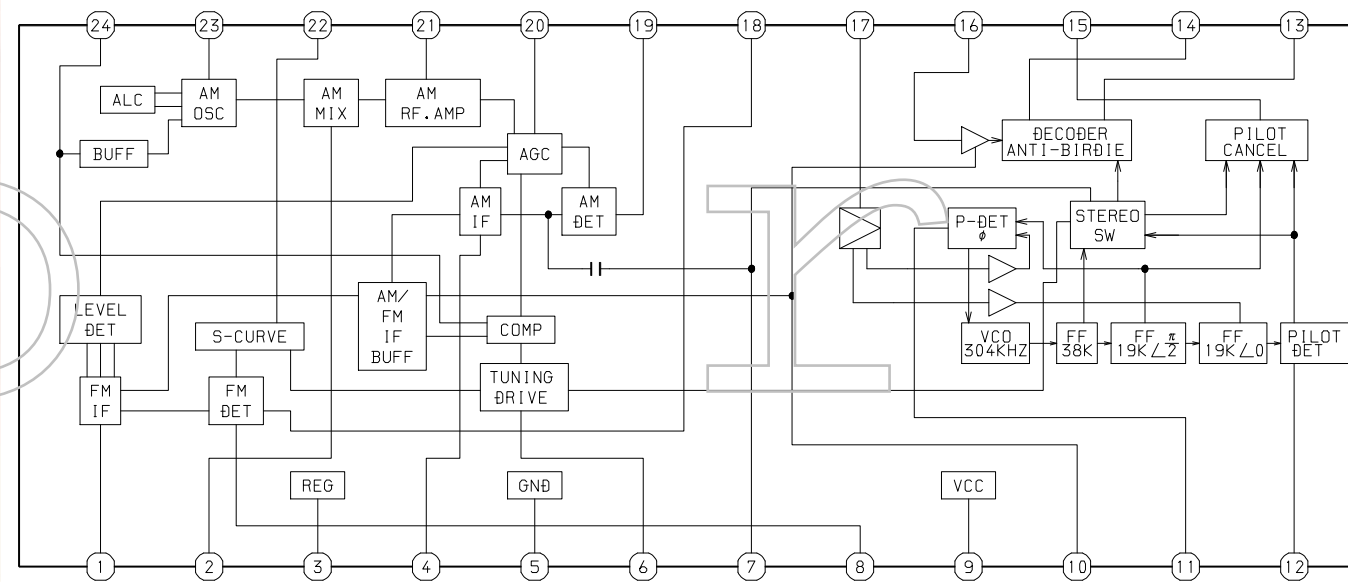 24 23 22 21 20 19 18 17 16 15 14 13
ALC
AM
OSC
AM
MIX
AM
RF.AMP
BUFF
AGC
DECODER
ANTI-BIRDIE
PILOT
CANCEL
AM
IF
AM
DET
P-DET
φ
STEREO
SW
LEVEL
DET
S-CURVE
AM/
FM
IF
BUFF
COMP
VCO
304KHZ
FF
38K
FF π
19K∠2
FF
19K∠0
PILOT
DET
FM
IF
FM
DET
TUNING
DRIVE
REG
GND
VCC
1 2 3 4 5 6 7 8 9 10 11 12
r